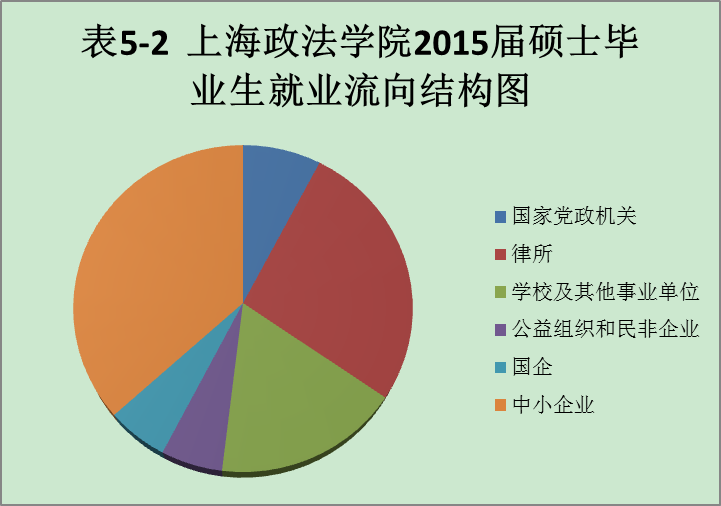 表5-2 上海政法学院2015届硕士毕
业生就业流向结构图
国家党政机关
律所
学校及其他事业单位
公益组织和民非企业
国企
中小企业